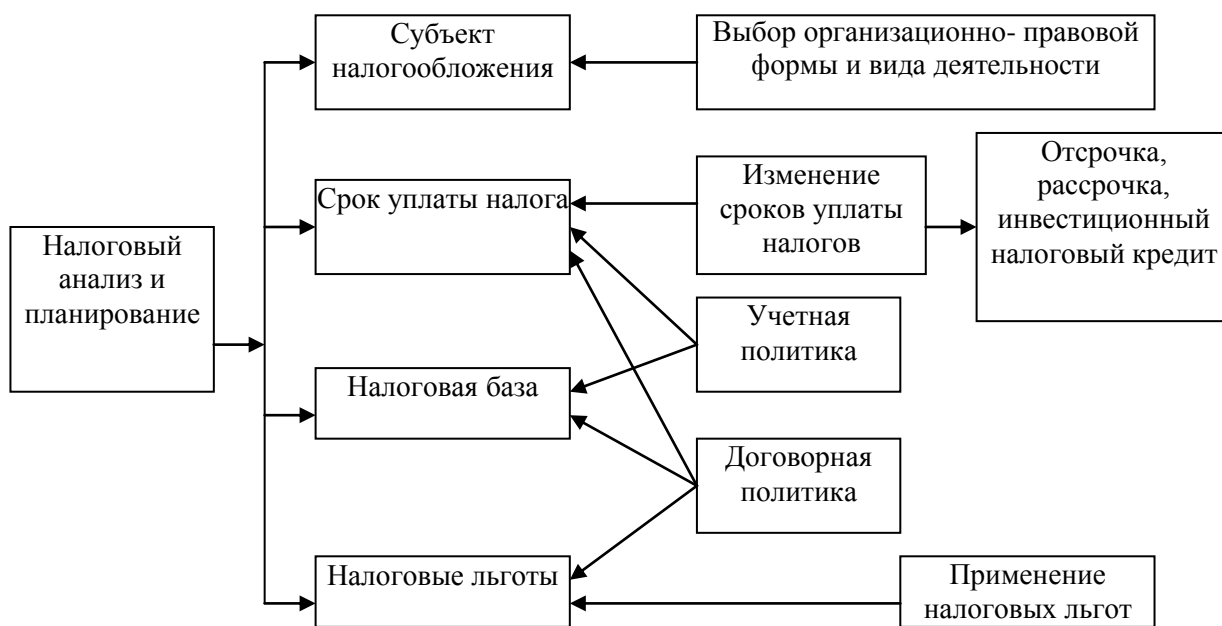 Субъект
налогообложения
Выбор организационно- правовой
формы и вида деятельности
Срок уплаты налога
Изменение
сроков уплаты
налогов
Отсрочка,
рассрочка,
инвестиционный
налоговый кредит
Налоговый
анализ и
планирование
Учетная
политика
Налоговая база
Договорная
политика
Налоговые льготы
Применение
налоговых льгот